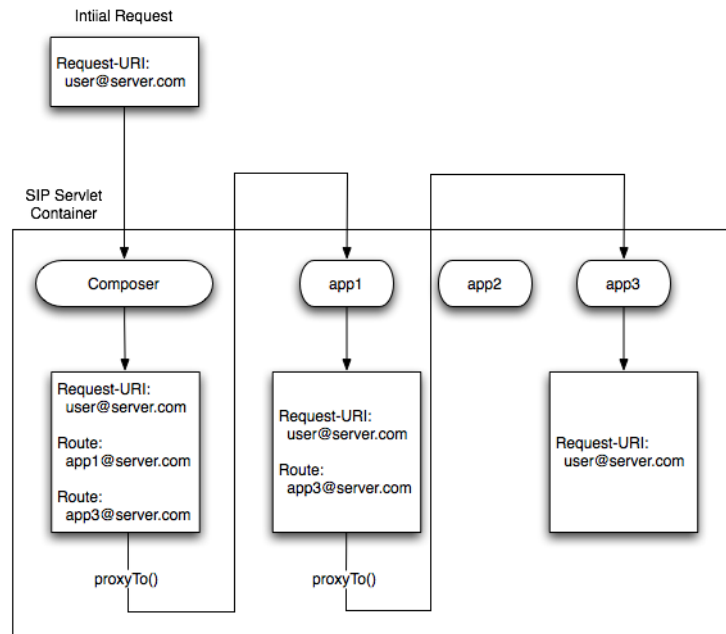 Intiial Request
Request-URI:
user@server.com
SIP Servlet
Container
Composer
app1
app2
app3
Request-URI:
user@server.com
Route:
app1@server.com
Route:
app3@server.com
Request-URI:
user@server.com
Route:
app3@server.com
Request-URI:
user@server.com
proxyTo()
proxyTo()